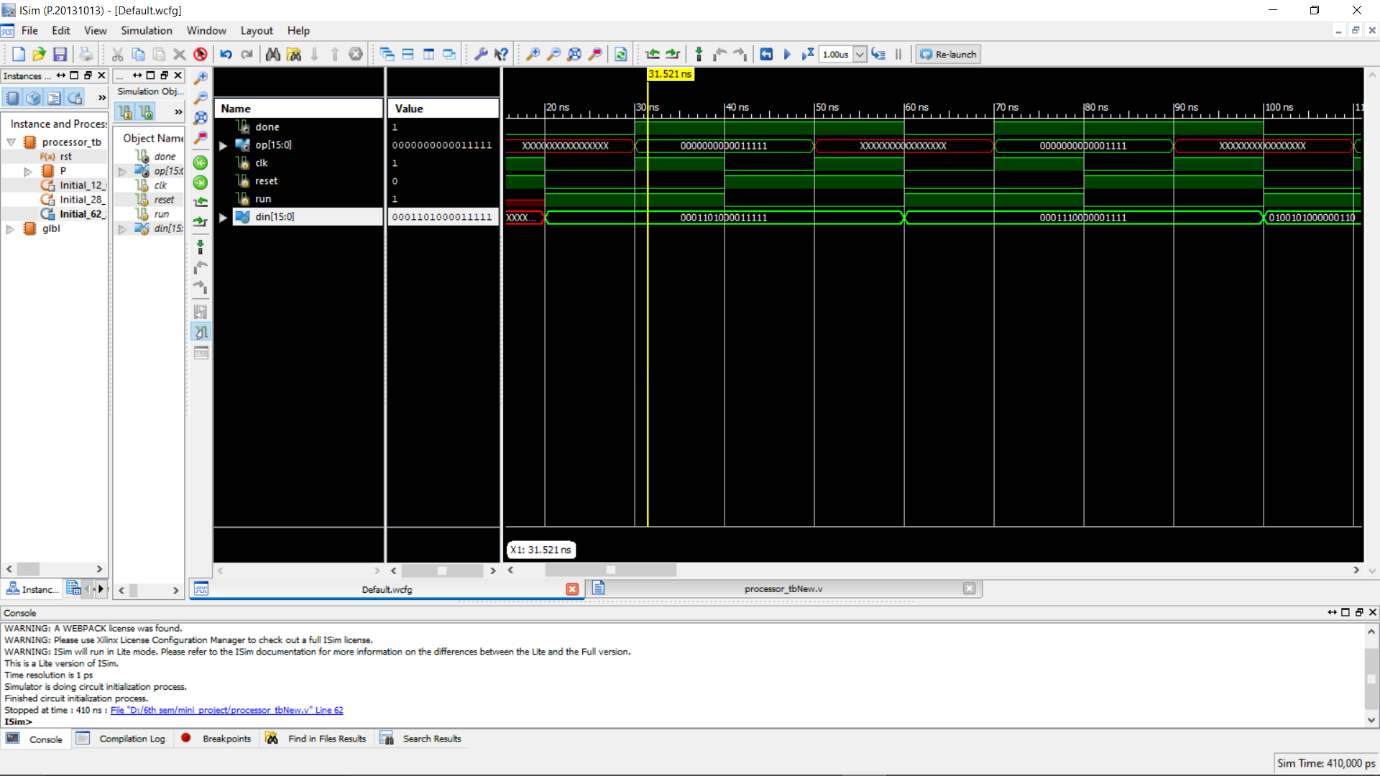 ISim (P.20131013) - [Default.wcfg]
File Edit View Simulation Window Layout Help
1.00us Re-launch
Instances ...
...
Simulation Obj...
»
»
Instance and Proces
processor_tb
rst
P
Initial_12_
Initial_28_
Initial_62_
glbl
Object Name
done
op[15:0
clk
reset
run
din[15:
Name Value
done 1
op[15:0] 0000000000011111
clk 1
reset 0
run 1
din[15:0] 0001101000011111
31.521 ns
20 ns 30 ns 40 ns 50 ns 60 ns 70 ns 80 ns 90 ns 100 ns 11
XXXXXXXXXXXXXXXX 0000000000011111 XXXXXXXXXXXXXXXX 0000000000011111 XXXXXXXXXXXXXXXX
XXXX... 0001101000011111 0001110000001111 0100101000000110
X1: 31.521 ns
Instanc...
Default.wcfg processor_tbNew.v
Console
WARNING: A WEBPACK license was found.
WARNING: Please use Xilinx License Configuration Manager to check out a full ISim license.
WARNING: ISim will run in Lite mode. Please refer to the ISim documentation for more information on the differences between the Lite and the Full version.
This is a Lite version of ISim.
Time resolution is 1 ps
Simulator is doing circuit initialization process.
Finished circuit initialization process.
Stopped at time : 410 ns : File "D:/6th sem/mini_project/processor_tbNew.v" Line 62
ISim>
Console Compilation Log Breakpoints Find in Files Results Search Results
Sim Time: 410,000 ps